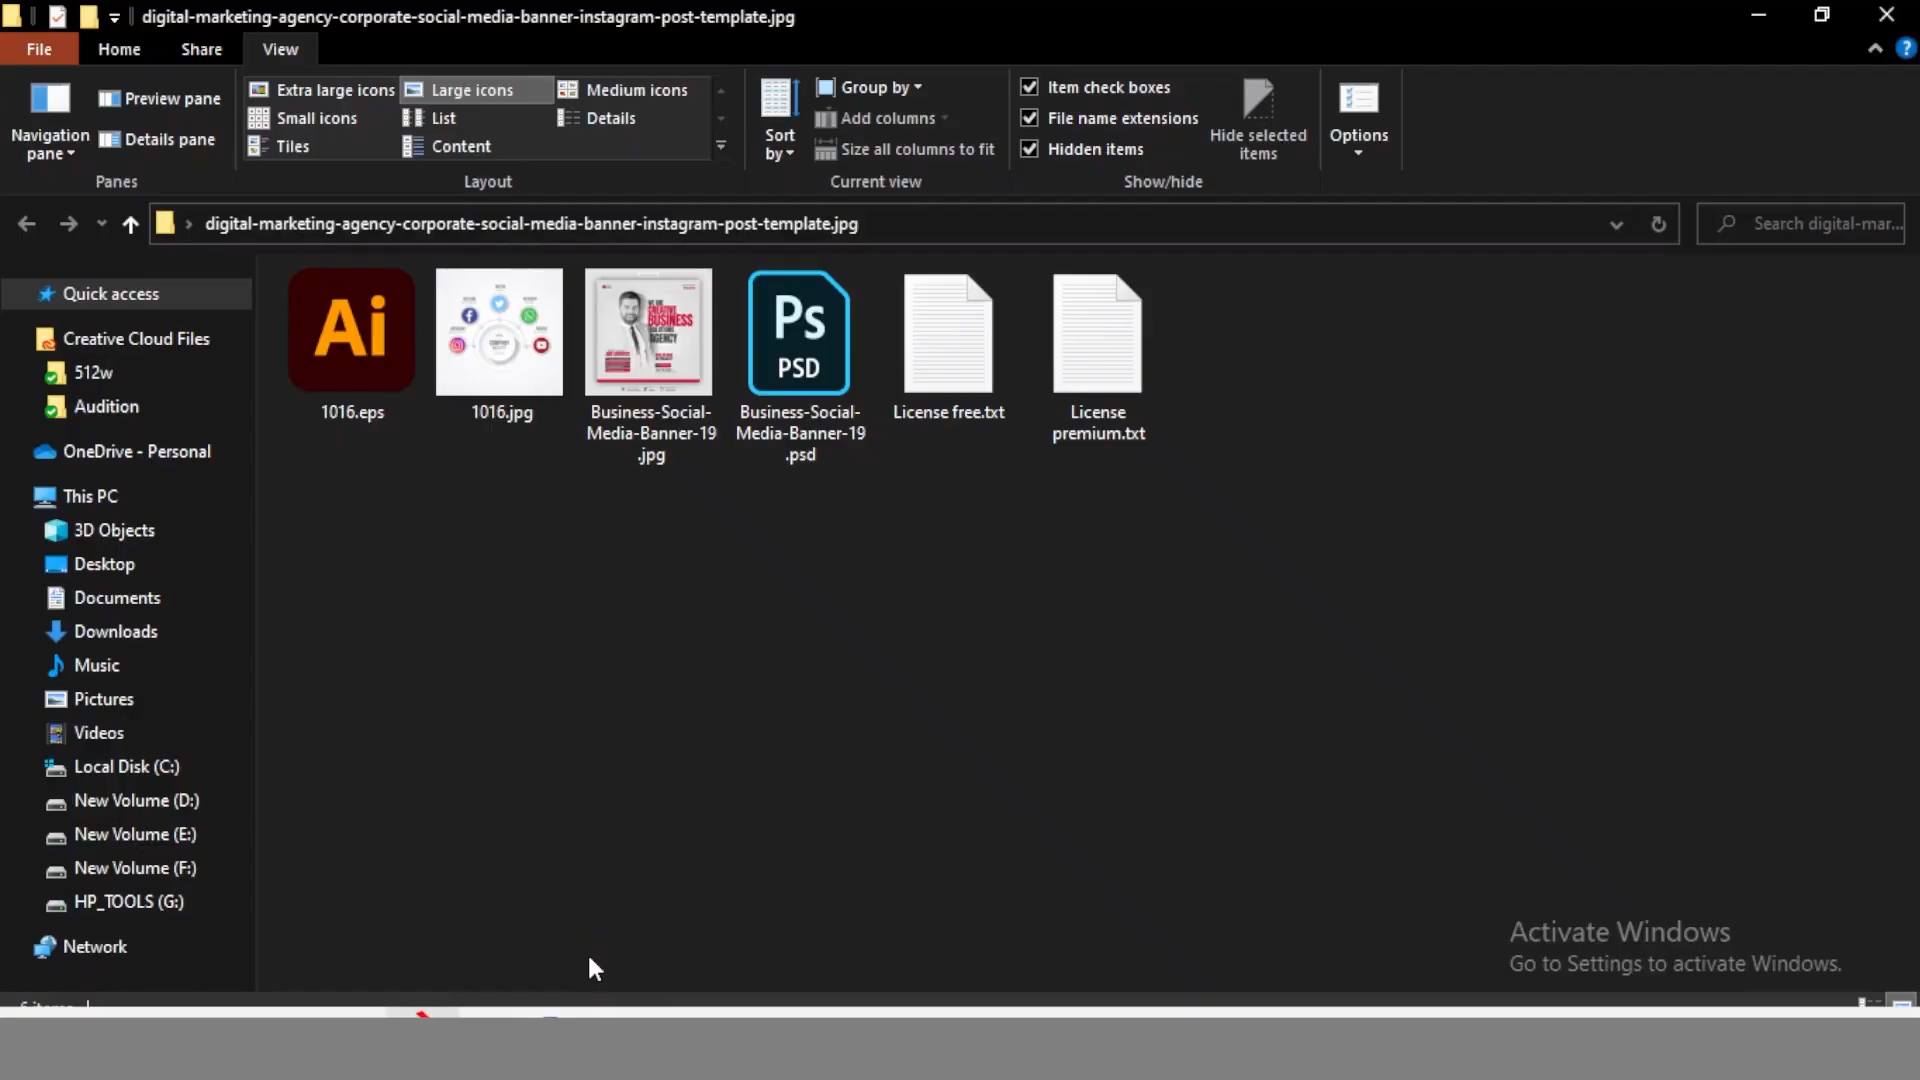 digital-marketing-agency-corporate-social-media-banner-instagram-post-template.jpg
File Home Share View
Navigation pane
Preview pane
Details pane
Panes
Extra large icons Large icons Medium icons
Small icons List Details
Tiles Content
Layout
Sort by
Group by
Add columns
Size all columns to fit
Current view
Item check boxes
File name extensions
Hidden items
Hide selected items
Show/hide
Options
digital-marketing-agency-corporate-social-media-banner-instagram-post-template.jpg
Search digital-mar...
Quick access
Creative Cloud Files
512w
Audition
OneDrive - Personal
This PC
3D Objects
Desktop
Documents
Downloads
Music
Pictures
Videos
Local Disk (C:)
New Volume (D:)
New Volume (E:)
New Volume (F:)
HP_TOOLS (G:)
Network
Ai
1016.eps
1016.jpg
WE ARE
CREATIVE
BUSINESS
SOLUTIONS
AGENCY
Business-Social-
Media-Banner-19
.jpg
Ps
PSD
Business-Social-
Media-Banner-19
.psd
License free.txt
License
premium.txt
Activate Windows
Go to Settings to activate Windows.